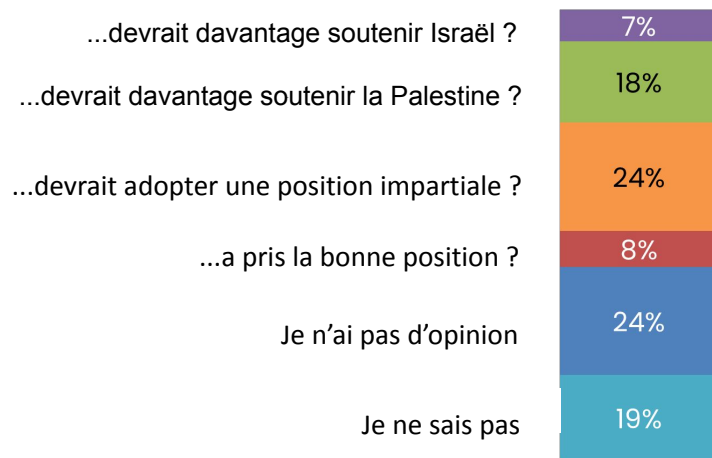 ...devrait davantage soutenir Israël ? 7%
...devrait davantage soutenir la Palestine ? 18%
...devrait adopter une position impartiale ? 24%
...a pris la bonne position ? 8%
Je n'ai pas d'opinion 24%
Je ne sais pas 19%